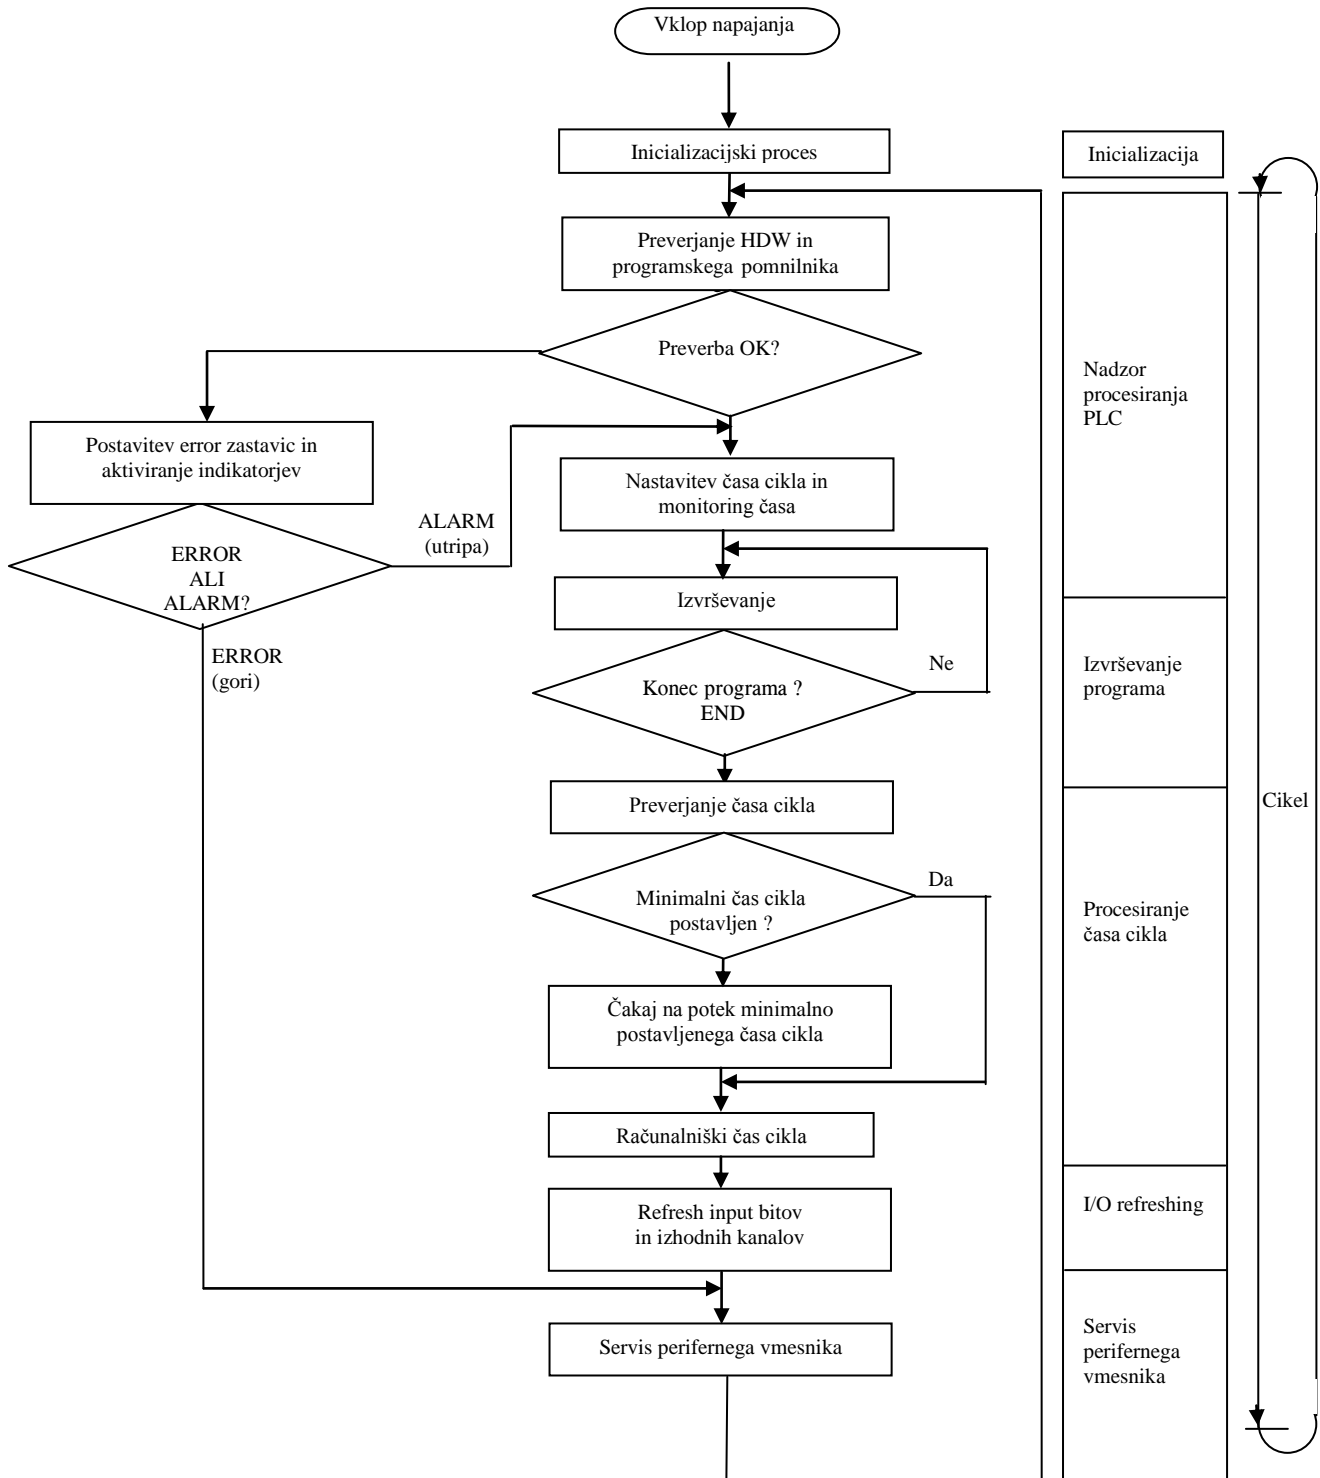 Vklop napajanja
Inicializacijski proces
Inicializacija
Preverjanje HDW in
programskega pomnilnika
Preverba OK?
Nadzor
procesiranja
PLC
Postavitev error zastavic in
aktiviranje indikatorjev
Nastavitev časa cikla in
monitoring časa
ALARM
(utripa)
ERROR
ALI
ALARM?
Izvrševanje
ERROR
(gori)
Ne
Konec programa ?
END
Izvrševanje
programa
Preverjanje časa cikla
Cikel
Da
Minimalni čas cikla
postavljen ?
Procesiranje
časa cikla
Čakaj na potek minimalno
postavljenega časa cikla
Računalniški čas cikla
Refresh input bitov
in izhodnih kanalov
I/O refreshing
Servis perifernega vmesnika
Servis
perifernega
vmesnika